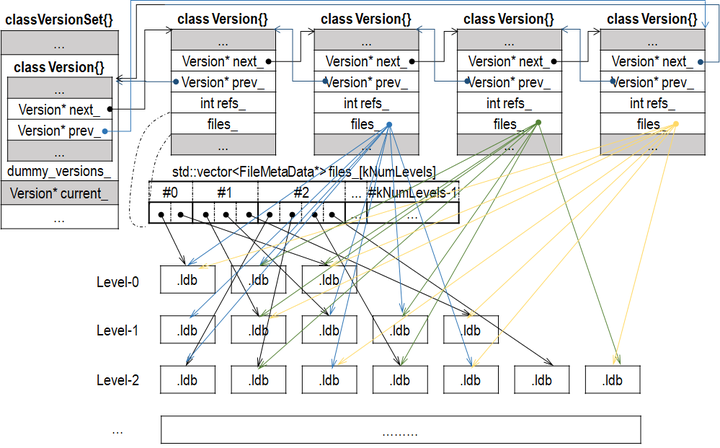 classVersionSet{}
...
class Version{}
...
Version* next_
Version* prev_
...
dummy_versions_
Version* current_
...
class Version{}
...
Version* next_
Version* prev_
int refs_
files_
...
class Version{}
...
Version* next_
Version* prev_
int refs_
files_
...
class Version{}
...
Version* next_
Version* prev_
int refs_
files_
...
class Version{}
...
Version* next_
Version* prev_
int refs_
files_
...
std::vector<FileMetaData*> files_[kNumLevels]
#0 #1 #2 ... #kNumLevels-1
... ...
Level-0 .ldb .ldb .ldb
Level-1 .ldb .ldb .ldb .ldb .ldb
Level-2 .ldb .ldb .ldb .ldb .ldb .ldb .ldb
... .........